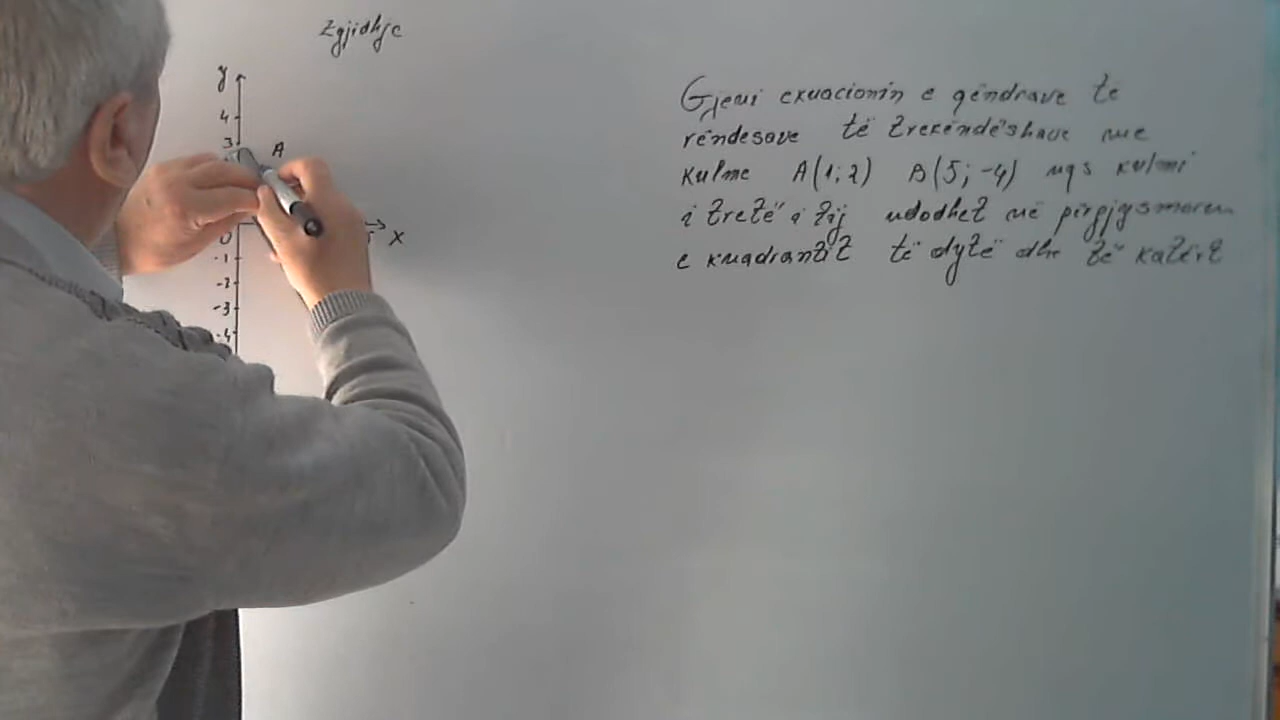 Zgjidhje
y
4
3
A
0
x
-1
-2
-3
-4
Gjeni ekuacionin e qendrave të
rëndesave të trekëndëshave me
kulme A(1;2) B(5;-4) nqs kulmi
i tretë i tij ndodhet në përgjysmoren
e kuadrantit të dytë dhe të katërt